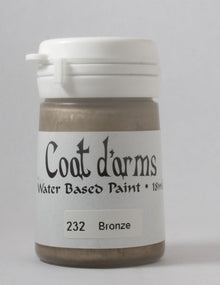 Coat d'arms
Water Based Paint • 18ml
232 Bronze